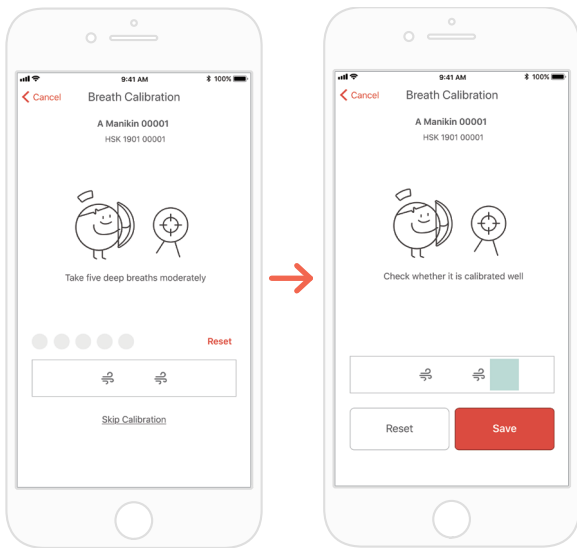 9:41 AM
100%
Cancel
Breath Calibration
A Manikin 00001
HSK 1901 00001
Take five deep breaths moderately
Reset
Skip Calibration
9:41 AM
100%
Cancel
Breath Calibration
A Manikin 00001
HSK 1901 00001
Check whether it is calibrated well
Reset
Save